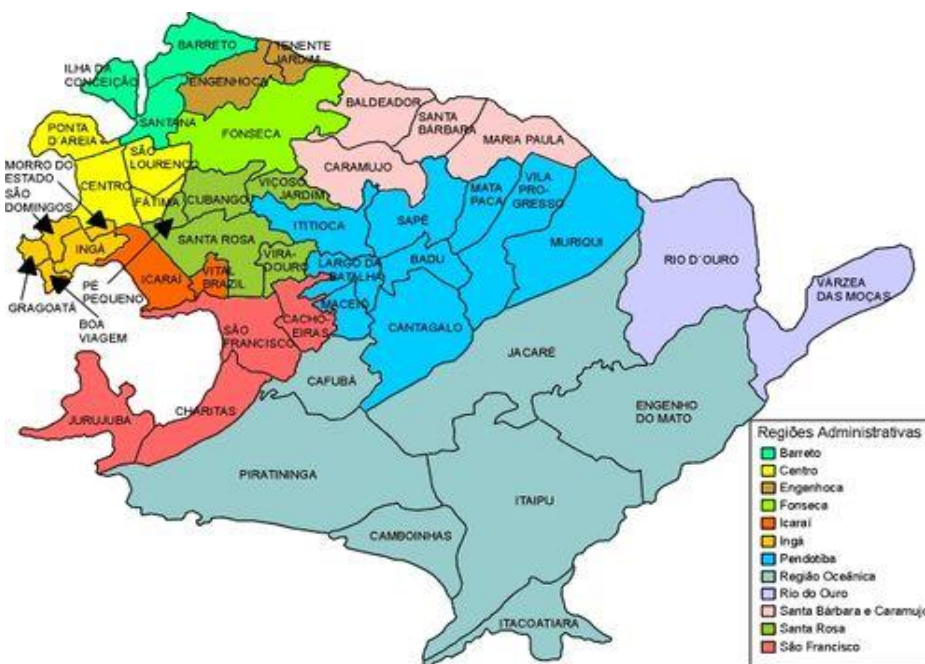 BARRETO
TENENTE
JARDIM
ILHA DA
CONCEIÇÃO
ENGENHOCA
BALDEADOR
SANTANA
SANTA
BÁRBARA
FONSECA
PONTA
D'AREIA
MARIA PAULA
SÃO
LOURENÇO
MORRO DO
ESTADO
CARAMUJO
CENTRO
VIÇOSO
JARDIM
MATA
PACA
VILA
PRO-
GRESSO
SÃO
DOMINGOS
FÁTIMA
CUBANGO
ITITIOCA
SAPÊ
INGÁ
SANTA ROSA
MURIQUI
VIRA-
DOURO
LARGO DA
BATALHA
BADU
RIO D´OURO
ICARAÍ
VITAL
BRAZIL
PÉ
PEQUENO
VÁRZEA
DAS MOÇAS
GRAGOATÁ
MACEIÓ
BOA
VIAGEM
SÃO
FRANCISCO
CACHO-
EIRAS
CANTAGALO
JACARÉ
CAFUBÁ
CHARITAS
JURUJUBA
ENGENHO
DO MATO
PIRATININGA
ITAIPU
CAMBOINHAS
ITACOATIARA
Regiões Administrativas
Barreto
Centro
Engenhoca
Fonseca
Icaraí
Ingá
Pendotiba
Região Oceânica
Rio do Ouro
Santa Bárbara e Caramujo
Santa Rosa
São Francisco